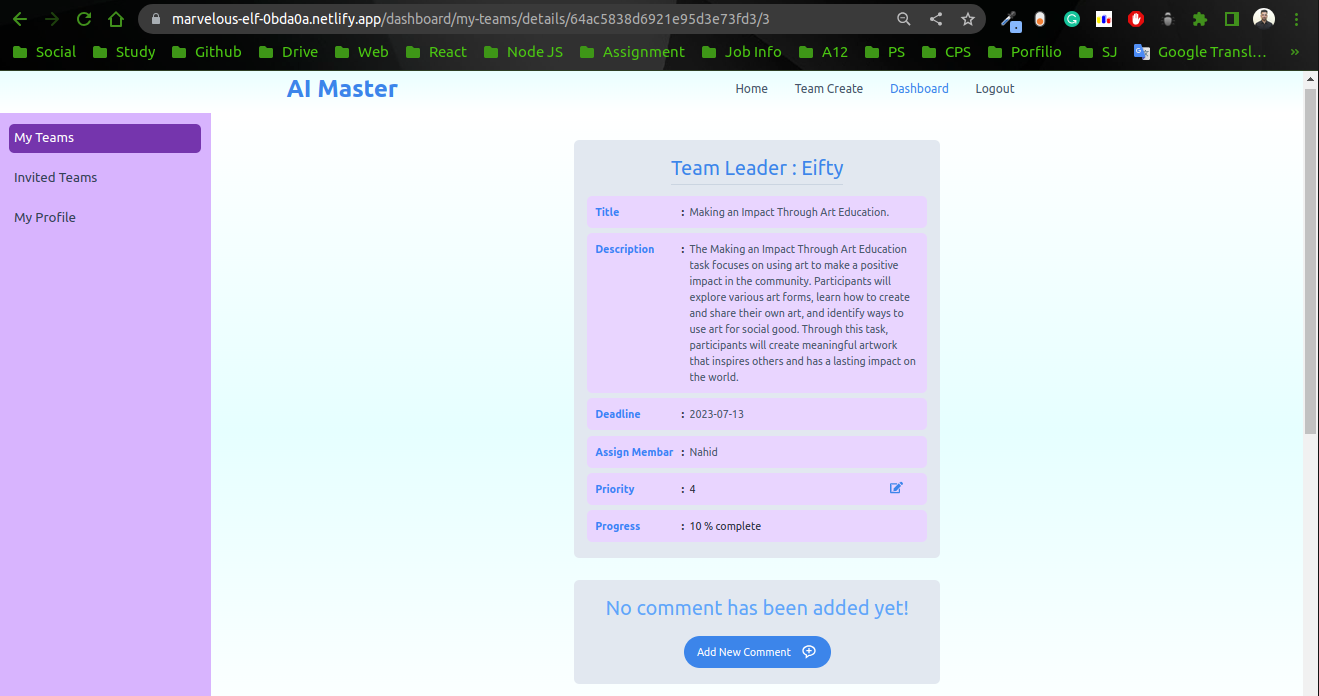 marvelous-elf-0bda0a.netlify.app/dashboard/my-teams/details/64ac5838d6921e95d3e73fd3/3
Social Study Github Drive Web React Node JS Assignment Job Info A12 PS CPS Porfilio SJ Google Transl... »
AI Master
Home Team Create Dashboard Logout
My Teams
Invited Teams
My Profile
Team Leader : Eifty
Title : Making an Impact Through Art Education.
Description : The Making an Impact Through Art Education
task focuses on using art to make a positive
impact in the community. Participants will
explore various art forms, learn how to create
and share their own art, and identify ways to
use art for social good. Through this task,
participants will create meaningful artwork
that inspires others and has a lasting impact on
the world.
Deadline : 2023-07-13
Assign Membar : Nahid
Priority : 4
Progress : 10 % complete
No comment has been added yet!
Add New Comment